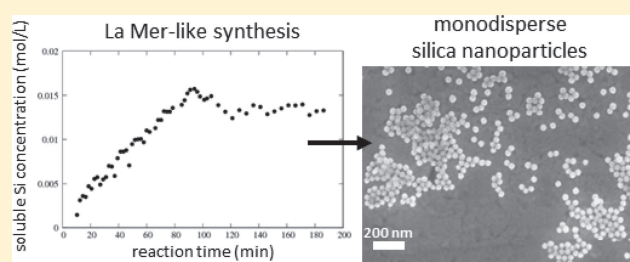 La Mer-like synthesis
soluble Si concentration (mol/L)
0.02
0.015
0.01
0.005
0
0 20 40 60 80 100 120 140 160 180 200
reaction time (min)
monodisperse
silica nanoparticles
200 nm